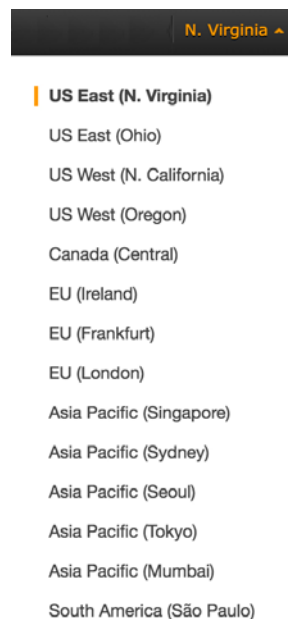 N. Virginia
US East (N. Virginia)
US East (Ohio)
US West (N. California)
US West (Oregon)
Canada (Central)
EU (Ireland)
EU (Frankfurt)
EU (London)
Asia Pacific (Singapore)
Asia Pacific (Sydney)
Asia Pacific (Seoul)
Asia Pacific (Tokyo)
Asia Pacific (Mumbai)
South America (São Paulo)